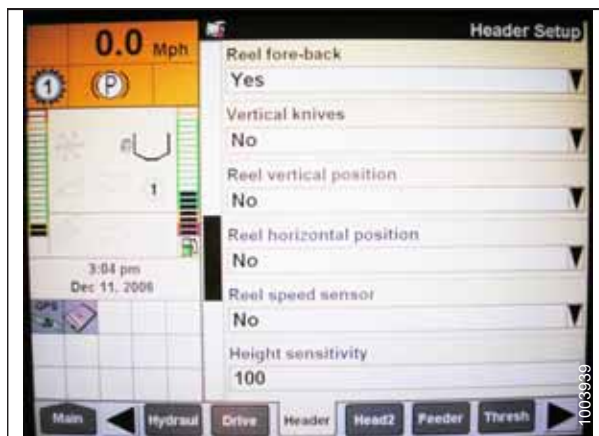 0.0 Mph
1
P
1
3:04 pm
Dec 11, 2006
GPS
Header Setup
Reel fore-back
Yes
Vertical knives
No
Reel vertical position
No
Reel horizontal position
No
Reel speed sensor
No
Height sensitivity
100
Main
Hydraul
Drive
Header
Head2
Feeder
Thresh
1003939